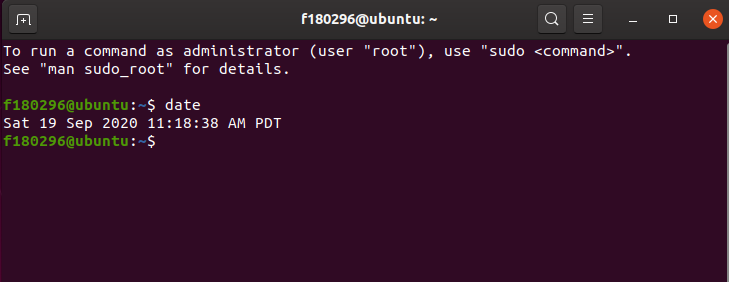 f180296@ubuntu: ~
To run a command as administrator (user "root"), use "sudo <command>".
See "man sudo_root" for details.
f180296@ubuntu:~$ date
Sat 19 Sep 2020 11:18:38 AM PDT
f180296@ubuntu:~$